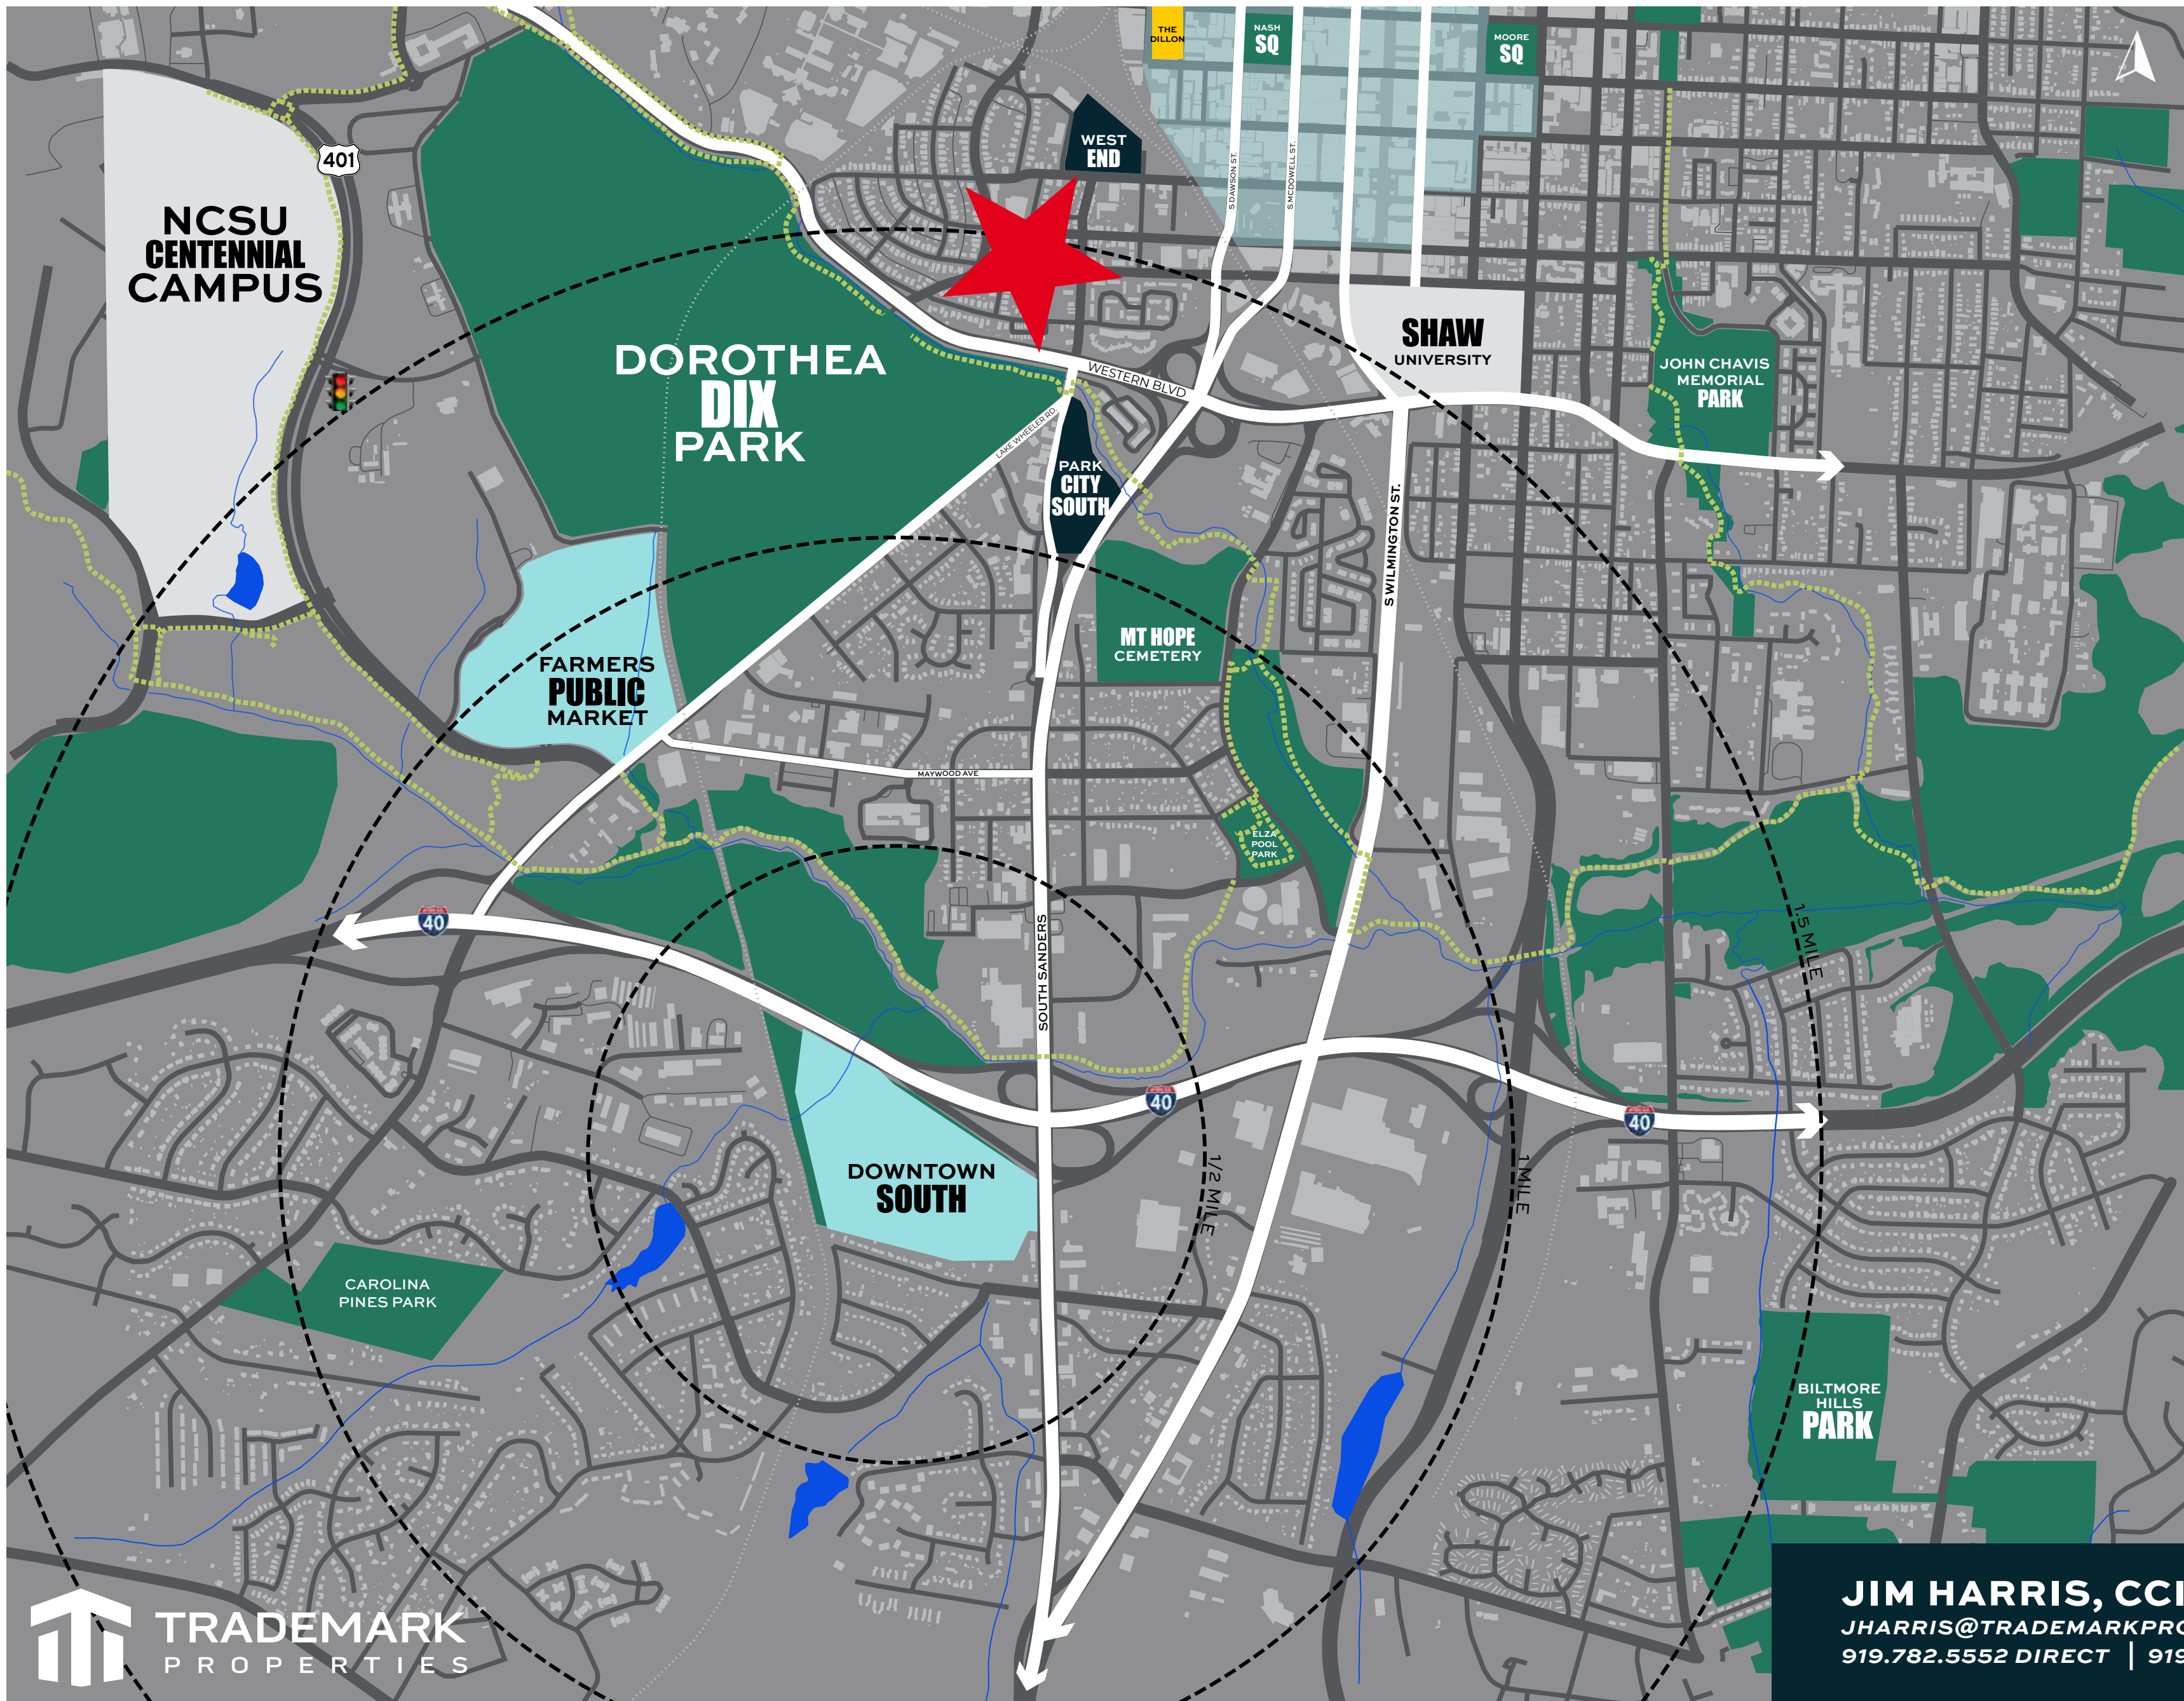 THE
DILLON
NASH
SQ
MOORE
SQ
WEST
END
401
NCSU
CENTENNIAL
CAMPUS
S DAWSON ST.
S MCDOWELL ST.
DOROTHEA
DIX
PARK
SHAW
UNIVERSITY
WESTERN BLVD
LAKE WHEELER RD.
JOHN CHAVIS
MEMORIAL
PARK
PARK
CITY
SOUTH
S WILMINGTON ST.
MT HOPE
CEMETERY
FARMERS
PUBLIC
MARKET
MAYWOOD AVE
ELZA
POOL
PARK
40
SOUTH SANDERS
1.5 MILE
40
40
DOWNTOWN
SOUTH
1/2 MILE
1 MILE
CAROLINA
PINES PARK
BILTMORE
HILLS
PARK
TRADEMARK
PROPERTIES
JIM HARRIS, CCI
JHARRIS@TRADEMARKPRO
919.782.5552 DIRECT | 919